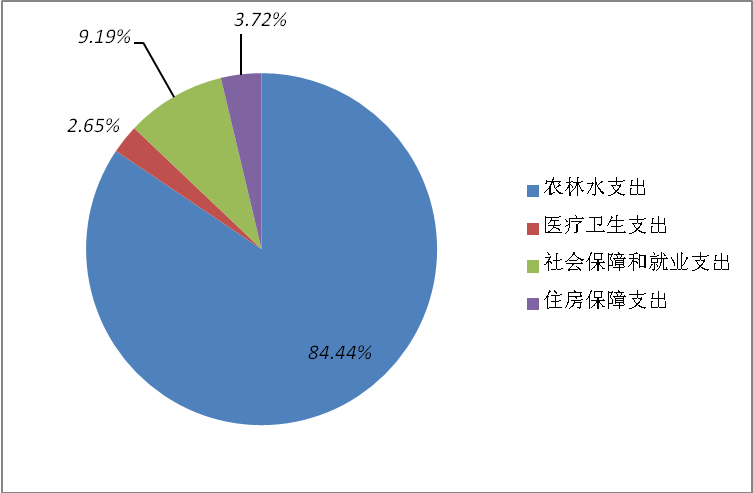 3.72%
9.19%
2.65%
84.44%
农林水支出
医疗卫生支出
社会保障和就业支出
住房保障支出